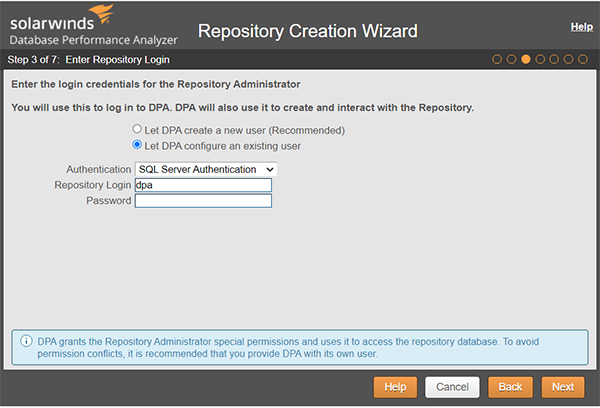 solarwinds
Database Performance Analyzer
Repository Creation Wizard
Help
Step 3 of 7: Enter Repository Login
Enter the login credentials for the Repository Administrator
You will use this to log in to DPA. DPA will also use it to create and interact with the Repository.
Let DPA create a new user (Recommended)
Let DPA configure an existing user
Authentication SQL Server Authentication
Repository Login dpa
Password
DPA grants the Repository Administrator special permissions and uses it to access the repository database. To avoid
permission conflicts, it is recommended that you provide DPA with its own user.
Help Cancel Back Next